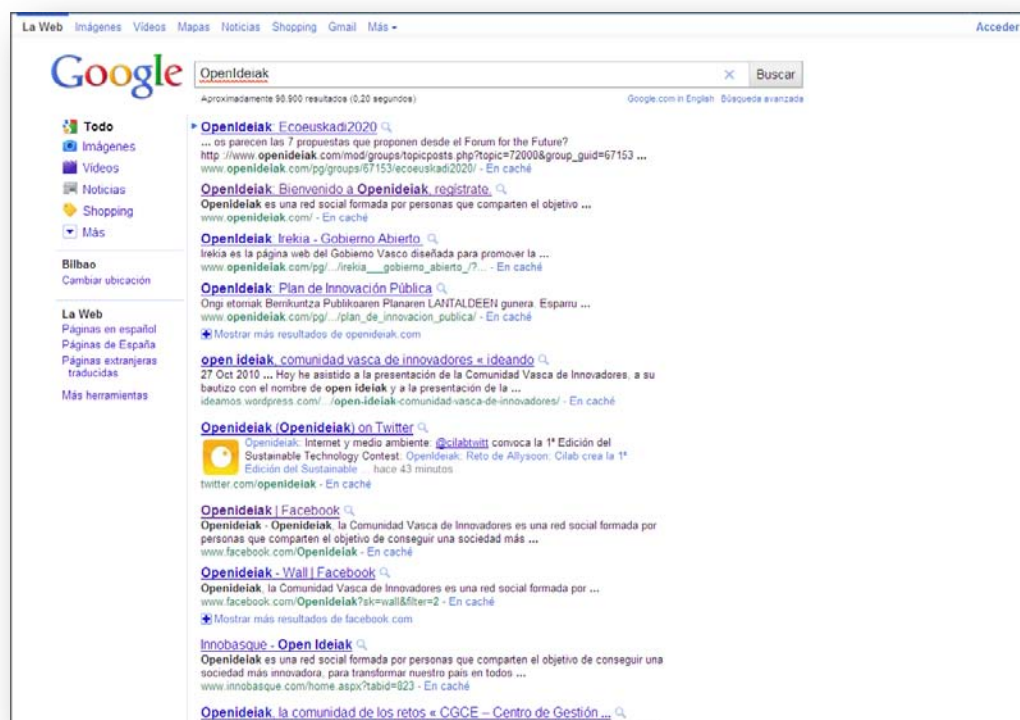 La Web Imágenes Vídeos Mapas Noticias Shopping Gmail Más
Acceder
Google
OpenIdeiak
Buscar
Aproximadamente 98.900 resultados (0,20 segundos)
Google.com in English Búsqueda avanzada
Todo
Imágenes
Vídeos
Noticias
Shopping
Más
Bilbao
Cambiar ubicación
La Web
Páginas en español
Páginas de España
Páginas extranjeras
traducidas
Más herramientas
OpenIdeiak: Ecoeuskadi2020
... os parecen las 7 propuestas que proponen desde el Forum for the Future?
http ://www.openideiak.com/mod/groups/topicposts.php?topic=72000&group_guid=67153 ...
www.openideiak.com/pg/groups/67153/ecoeuskadi2020/ - En caché
OpenIdeiak: Bienvenido a Openideiak, regístrate.
Openideiak es una red social formada por personas que comparten el objetivo ...
www.openideiak.com/ - En caché
OpenIdeiak: Irekia - Gobierno Abierto
Irekia es la página web del Gobierno Vasco diseñada para promover la ...
www.openideiak.com/pg/.../irekia___gobierno_abierto_/?... - En caché
OpenIdeiak: Plan de Innovación Pública
Ongi etorriak Berrikuntza Publikoaren Planaren LANTALDEEN gunera. Esparru ...
www.openideiak.com/pg/.../plan_de_innovacion_publica/ - En caché
Mostrar más resultados de openideiak.com
open ideiak, comunidad vasca de innovadores « ideando
27 Oct 2010 ... Hoy he asistido a la presentación de la Comunidad Vasca de Innovadores, a su
bautizo con el nombre de open ideiak y a la presentación de la ...
ideamos.wordpress.com/.../open-ideiak-comunidad-vasca-de-innovadores/ - En caché
Openideiak (Openideiak) on Twitter
Openideiak: Internet y medio ambiente: @cilabtwitt convoca la 1ª Edición del
Sustainable Technology Contest: OpenIdeiak: Reto de Allysoon: Cilab crea la 1ª
Edición del Sustainable ... hace 43 minutos
twitter.com/openideiak - En caché
Openideiak | Facebook
Openideiak - Openideiak, la Comunidad Vasca de Innovadores es una red social formada por
personas que comparten el objetivo de conseguir una sociedad más ...
www.facebook.com/Openideiak - En caché
Openideiak - Wall | Facebook
Openideiak, la Comunidad Vasca de Innovadores es una red social formada por ...
www.facebook.com/Openideiak?sk=wall&filter=2 - En caché
Mostrar más resultados de facebook.com
Innobasque - Open Ideiak
Openideiak es una red social formada por personas que comparten el objetivo de conseguir una
sociedad más innovadora, para transformar nuestro país en todos ...
www.innobasque.com/home.aspx?tabid=823 - En caché
Openideiak, la comunidad de los retos « CGCE – Centro de Gestión ...